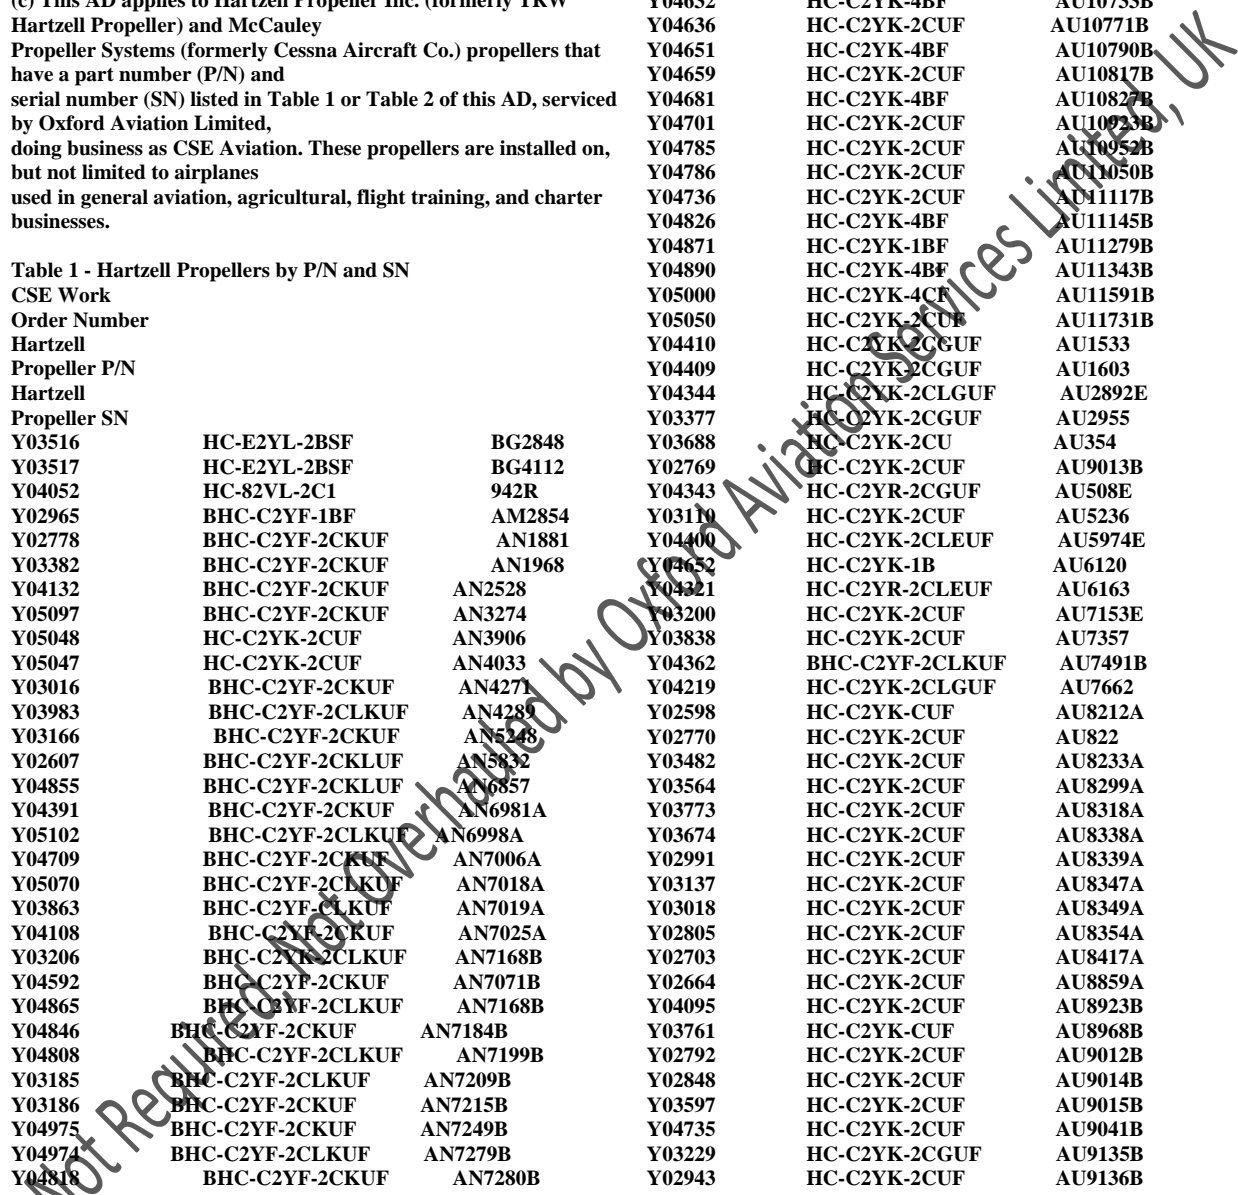 (c) This AD applies to Hartzell Propeller Inc. (formerly TRW
Hartzell Propeller) and McCauley
Propeller Systems (formerly Cessna Aircraft Co.) propellers that
have a part number (P/N) and
serial number (SN) listed in Table 1 or Table 2 of this AD, serviced
by Oxford Aviation Limited,
doing business as CSE Aviation. These propellers are installed on,
but not limited to airplanes
used in general aviation, agricultural, flight training, and charter
businesses.
Table 1 - Hartzell Propellers by P/N and SN
CSE Work
Order Number
Hartzell
Propeller P/N
Hartzell
Propeller SN
Y03516 HC-E2YL-2BSF BG2848
Y03517 HC-E2YL-2BSF BG4112
Y04052 HC-82VL-2C1 942R
Y02965 BHC-C2YF-1BF AM2854
Y02778 BHC-C2YF-2CKUF AN1881
Y03382 BHC-C2YF-2CKUF AN1968
Y04132 BHC-C2YF-2CKUF AN2528
Y05097 BHC-C2YF-2CKUF AN3274
Y05048 HC-C2YK-2CUF AN3906
Y05047 HC-C2YK-2CUF AN4033
Y03016 BHC-C2YF-2CKUF AN4271
Y03983 BHC-C2YF-2CLKUF AN4289
Y03166 BHC-C2YF-2CKUF AN5248
Y02607 BHC-C2YF-2CKLUF AN5832
Y04855 BHC-C2YF-2CKLUF AN6857
Y04391 BHC-C2YF-2CKUF AN6981A
Y05102 BHC-C2YF-2CLKUF AN6998A
Y04709 BHC-C2YF-2CKUF AN7006A
Y05070 BHC-C2YF-2CLKUF AN7018A
Y03863 BHC-C2YF-CLKUF AN7019A
Y04108 BHC-C2YF-2CKUF AN7025A
Y03206 BHC-C2YK-2CLKUF AN7168B
Y04592 BHC-C2YF-2CKUF AN7071B
Y04865 BHC-C2YF-2CLKUF AN7168B
Y04846 BHC-C2YF-2CKUF AN7184B
Y04808 BHC-C2YF-2CLKUF AN7199B
Y03185 BHC-C2YF-2CLKUF AN7209B
Y03186 BHC-C2YF-2CKUF AN7215B
Y04975 BHC-C2YF-2CKUF AN7249B
Y04974 BHC-C2YF-2CLKUF AN7279B
Y04818 BHC-C2YF-2CKUF AN7280B
Y04632 HC-C2YK-4BF AU10753B
Y04636 HC-C2YK-2CUF AU10771B
Y04651 HC-C2YK-4BF AU10790B
Y04659 HC-C2YK-2CUF AU10817B
Y04681 HC-C2YK-4BF AU10827B
Y04701 HC-C2YK-2CUF AU10923B
Y04785 HC-C2YK-2CUF AU10952B
Y04786 HC-C2YK-2CUF AU11050B
Y04736 HC-C2YK-2CUF AU11117B
Y04826 HC-C2YK-4BF AU11145B
Y04871 HC-C2YK-1BF AU11279B
Y04890 HC-C2YK-4BF AU11343B
Y05000 HC-C2YK-4CF AU11591B
Y05050 HC-C2YK-2CUF AU11731B
Y04410 HC-C2YK-2CGUF AU1533
Y04409 HC-C2YK-2CGUF AU1603
Y04344 HC-C2YK-2CLGUF AU2892E
Y03377 HC-C2YK-2CGUF AU2955
Y03688 HC-C2YK-2CU AU354
Y02769 HC-C2YK-2CUF AU9013B
Y04343 HC-C2YR-2CGUF AU508E
Y03110 HC-C2YK-2CUF AU5236
Y04400 HC-C2YK-2CLEUF AU5974E
Y04652 HC-C2YK-1B AU6120
Y04321 HC-C2YR-2CLEUF AU6163
Y03200 HC-C2YK-2CUF AU7153E
Y03838 HC-C2YK-2CUF AU7357
Y04362 BHC-C2YF-2CLKUF AU7491B
Y04219 HC-C2YK-2CLGUF AU7662
Y02598 HC-C2YK-CUF AU8212A
Y02770 HC-C2YK-2CUF AU822
Y03482 HC-C2YK-2CUF AU8233A
Y03564 HC-C2YK-2CUF AU8299A
Y03773 HC-C2YK-2CUF AU8318A
Y03674 HC-C2YK-2CUF AU8338A
Y02991 HC-C2YK-2CUF AU8339A
Y03137 HC-C2YK-2CUF AU8347A
Y03018 HC-C2YK-2CUF AU8349A
Y02805 HC-C2YK-2CUF AU8354A
Y02703 HC-C2YK-2CUF AU8417A
Y02664 HC-C2YK-2CUF AU8859A
Y04095 HC-C2YK-2CUF AU8923B
Y03761 HC-C2YK-CUF AU8968B
Y02792 HC-C2YK-2CUF AU9012B
Y02848 HC-C2YK-2CUF AU9014B
Y03597 HC-C2YK-2CUF AU9015B
Y04735 HC-C2YK-2CUF AU9041B
Y03229 HC-C2YK-2CGUF AU9135B
Y02943 HC-C2YK-2CUF AU9136B
Not Required, Not Overhauled by Oxford Aviation Services Limited, UK